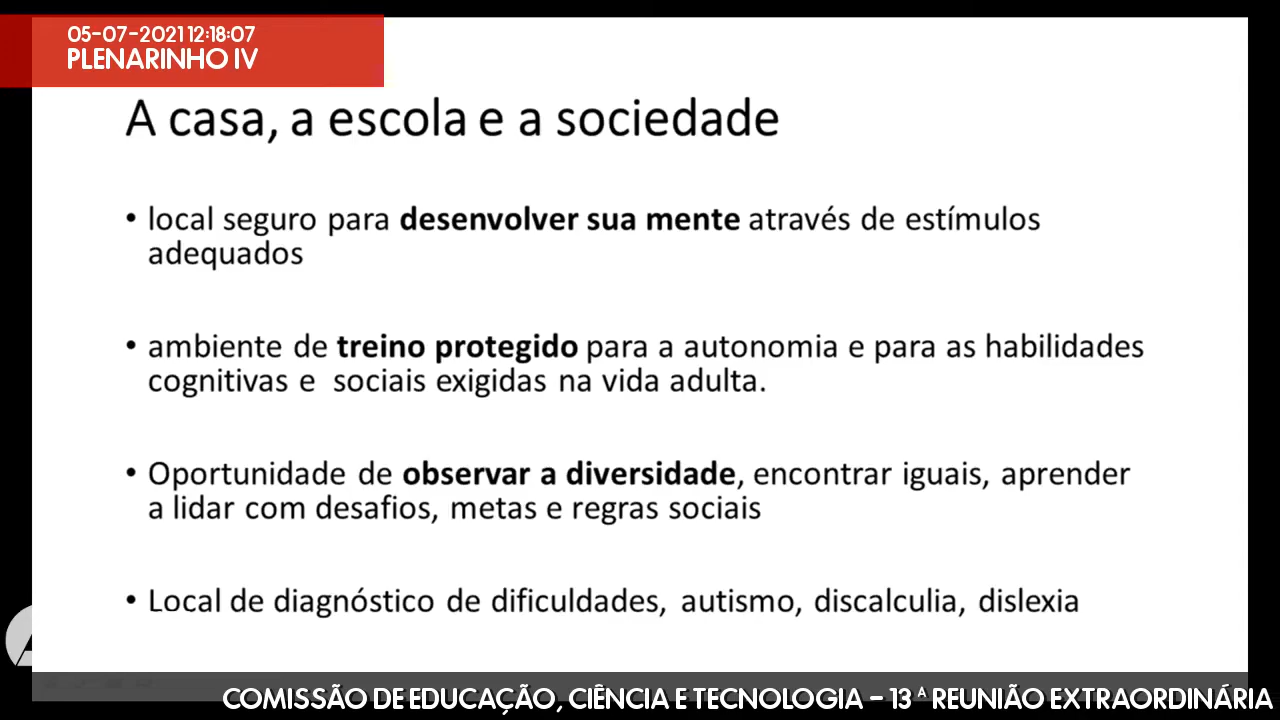 05-07-2021 12:18:07
PLENARINHO IV
A casa, a escola e a sociedade
• local seguro para desenvolver sua mente através de estímulos
adequados
• ambiente de treino protegido para a autonomia e para as habilidades
cognitivas e sociais exigidas na vida adulta.
• Oportunidade de observar a diversidade, encontrar iguais, aprender
a lidar com desafios, metas e regras sociais
• Local de diagnóstico de dificuldades, autismo, discalculia, dislexia
COMISSÃO DE EDUCAÇÃO, CIÊNCIA E TECNOLOGIA - 13 ª REUNIÃO EXTRAORDINÁRIA